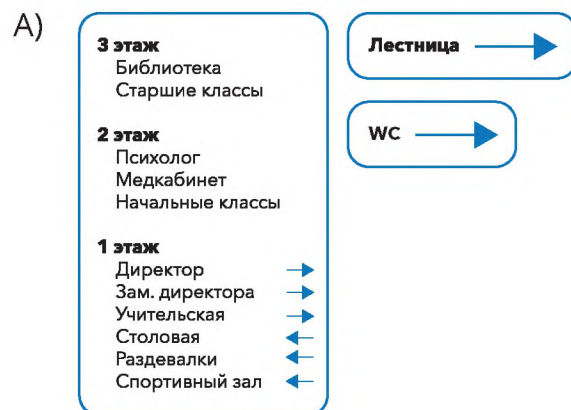 А)
3 этаж
Библиотека
Старшие классы
2 этаж
Психолог
Медкабинет
Начальные классы
1 этаж
Директор
Зам. директора
Учительская
Столовая
Раздевалки
Спортивный зал
Лестница
WC